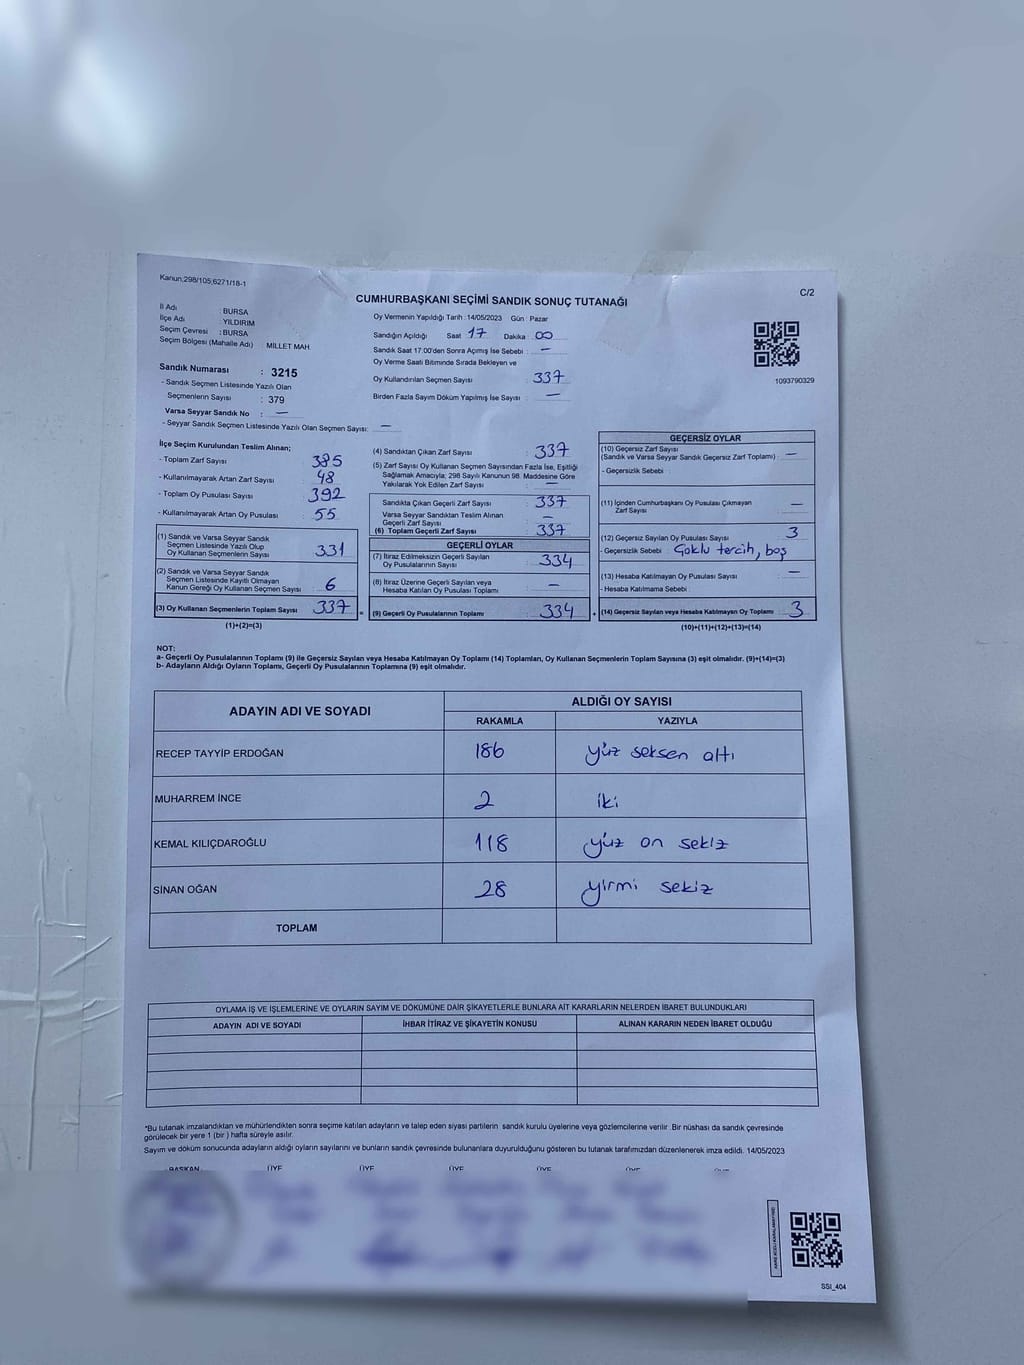 Kanun;298/105;6271/18-1
C/2
CUMHURBAŞKANI SEÇİMİ SANDIK SONUÇ TUTANAĞI
İl Adı : BURSA
İlçe Adı : YILDIRIM
Seçim Çevresi : BURSA
Seçim Bölgesi (Mahalle Adı) : MİLLET MAH.
Sandık Numarası : 3215
- Sandık Seçmen Listesinde Yazılı Olan
Seçmenlerin Sayısı : 379
Varsa Seyyar Sandık No : —
- Seyyar Sandık Seçmen Listesinde Yazılı Olan Seçmen Sayısı: —
Oy Vermenin Yapıldığı Tarih : 14/05/2023 Gün : Pazar
Sandığın Açıldığı Saat 17 Dakika : 00
Sandık Saat 17:00'den Sonra Açımış İse Sebebi : —
Oy Verme Saati Bitiminde Sırada Bekleyen ve
Oy Kullandırılan Seçmen Sayısı : 337
Birden Fazla Sayım Döküm Yapılmış İse Sayısı : —
1093790329
İlçe Seçim Kurulundan Teslim Alınan;
- Toplam Zarf Sayısı : 385
- Kullanılmayarak Artan Zarf Sayısı : 48
- Toplam Oy Pusulası Sayısı : 392
- Kullanılmayarak Artan Oy Pusulası : 55
(1) Sandık ve Varsa Seyyar Sandık
Seçmen Listesinde Yazılı Olup
Oy Kullanan Seçmenlerin Sayısı : 331
(2) Sandık ve Varsa Seyyar Sandık
Seçmen Listesinde Kayıtlı Olmayan
Kanun Gereği Oy Kullanan Seçmen Sayısı : 6
(3) Oy Kullanan Seçmenlerin Toplam Sayısı : 337
(1)+(2)=(3)
(4) Sandıktan Çıkan Zarf Sayısı : 337
(5) Zarf Sayısı Oy Kullanan Seçmen Sayısından Fazla İse, Eşitliği
Sağlamak Amacıyla; 298 Sayılı Kanunun 98. Maddesine Göre
Yakılarak Yok Edilen Zarf Sayısı : —
Sandıkta Çıkan Geçerli Zarf Sayısı : 337
Varsa Seyyar Sandıktan Teslim Alınan
Geçerli Zarf Sayısı : —
(6) Toplam Geçerli Zarf Sayısı : 337
GEÇERLİ OYLAR
(7) İtiraz Edilmeksizin Geçerli Sayılan
Oy Pusulalarının Sayısı : 334
(8) İtiraz Üzerine Geçerli Sayılan veya
Hesaba Katılan Oy Pusulası Toplamı : —
= (9) Geçerli Oy Pusulalarının Toplamı : 334
GEÇERSİZ OYLAR
(10) Geçersiz Zarf Sayısı
(Sandık ve Varsa Seyyar Sandık Geçersiz Zarf Toplamı) : —
- Geçersizlik Sebebi :
(11) İçinden Cumhurbaşkanı Oy Pusulası Çıkmayan
Zarf Sayısı : —
(12) Geçersiz Sayılan Oy Pusulası Sayısı : 3
- Geçersizlik Sebebi : Çoklu tercih, boş
(13) Hesaba Katılmayan Oy Pusulası Sayısı : —
- Hesaba Katılmama Sebebi :
+ (14) Geçersiz Sayılan veya Hesaba Katılmayan Oy Toplamı : 3
(10)+(11)+(12)+(13)=(14)
NOT:
a- Geçerli Oy Pusulalarının Toplamı (9) ile Geçersiz Sayılan veya Hesaba Katılmayan Oy Toplamı (14) Toplamları, Oy Kullanan Seçmenlerin Toplam Sayısına (3) eşit olmalıdır. (9)+(14)=(3)
b- Adayların Aldığı Oyların Toplamı, Geçerli Oy Pusulalarının Toplamına (9) eşit olmalıdır.
ADAYIN ADI VE SOYADI ALDIĞI OY SAYISI
RAKAMLA YAZIYLA
RECEP TAYYİP ERDOĞAN 186 yüz seksen altı
MUHARREM İNCE 2 iki
KEMAL KILIÇDAROĞLU 118 yüz on sekiz
SİNAN OĞAN 28 yirmi sekiz
TOPLAM
OYLAMA İŞ VE İŞLEMLERİNE VE OYLARIN SAYIM VE DÖKÜMÜNE DAİR ŞİKAYETLERLE BUNLARA AİT KARARLARIN NELERDEN İBARET BULUNDUKLARI
ADAYIN ADI VE SOYADI İHBAR İTİRAZ VE ŞİKAYETİN KONUSU ALINAN KARARIN NEDEN İBARET OLDUĞU
*Bu tutanak imzalandıktan ve mühürlendikten sonra seçime katılan adayların ve talep eden siyasi partilerin sandık kurulu üyelerine veya gözlemcilerine verilir. Bir nüshası da sandık çevresinde
görülecek bir yere 1 (bir ) hafta süreyle asılır.
Sayım ve döküm sonucunda adayların aldığı oyların sayılarını ve bunların sandık çevresinde bulunanlara duyurulduğunu gösteren bu tutanak tarafımızdan düzenlenerek imza edildi. 14/05/2023
BAŞKAN ÜYE ÜYE ÜYE ÜYE ÜYE ÜYE
SSI_404